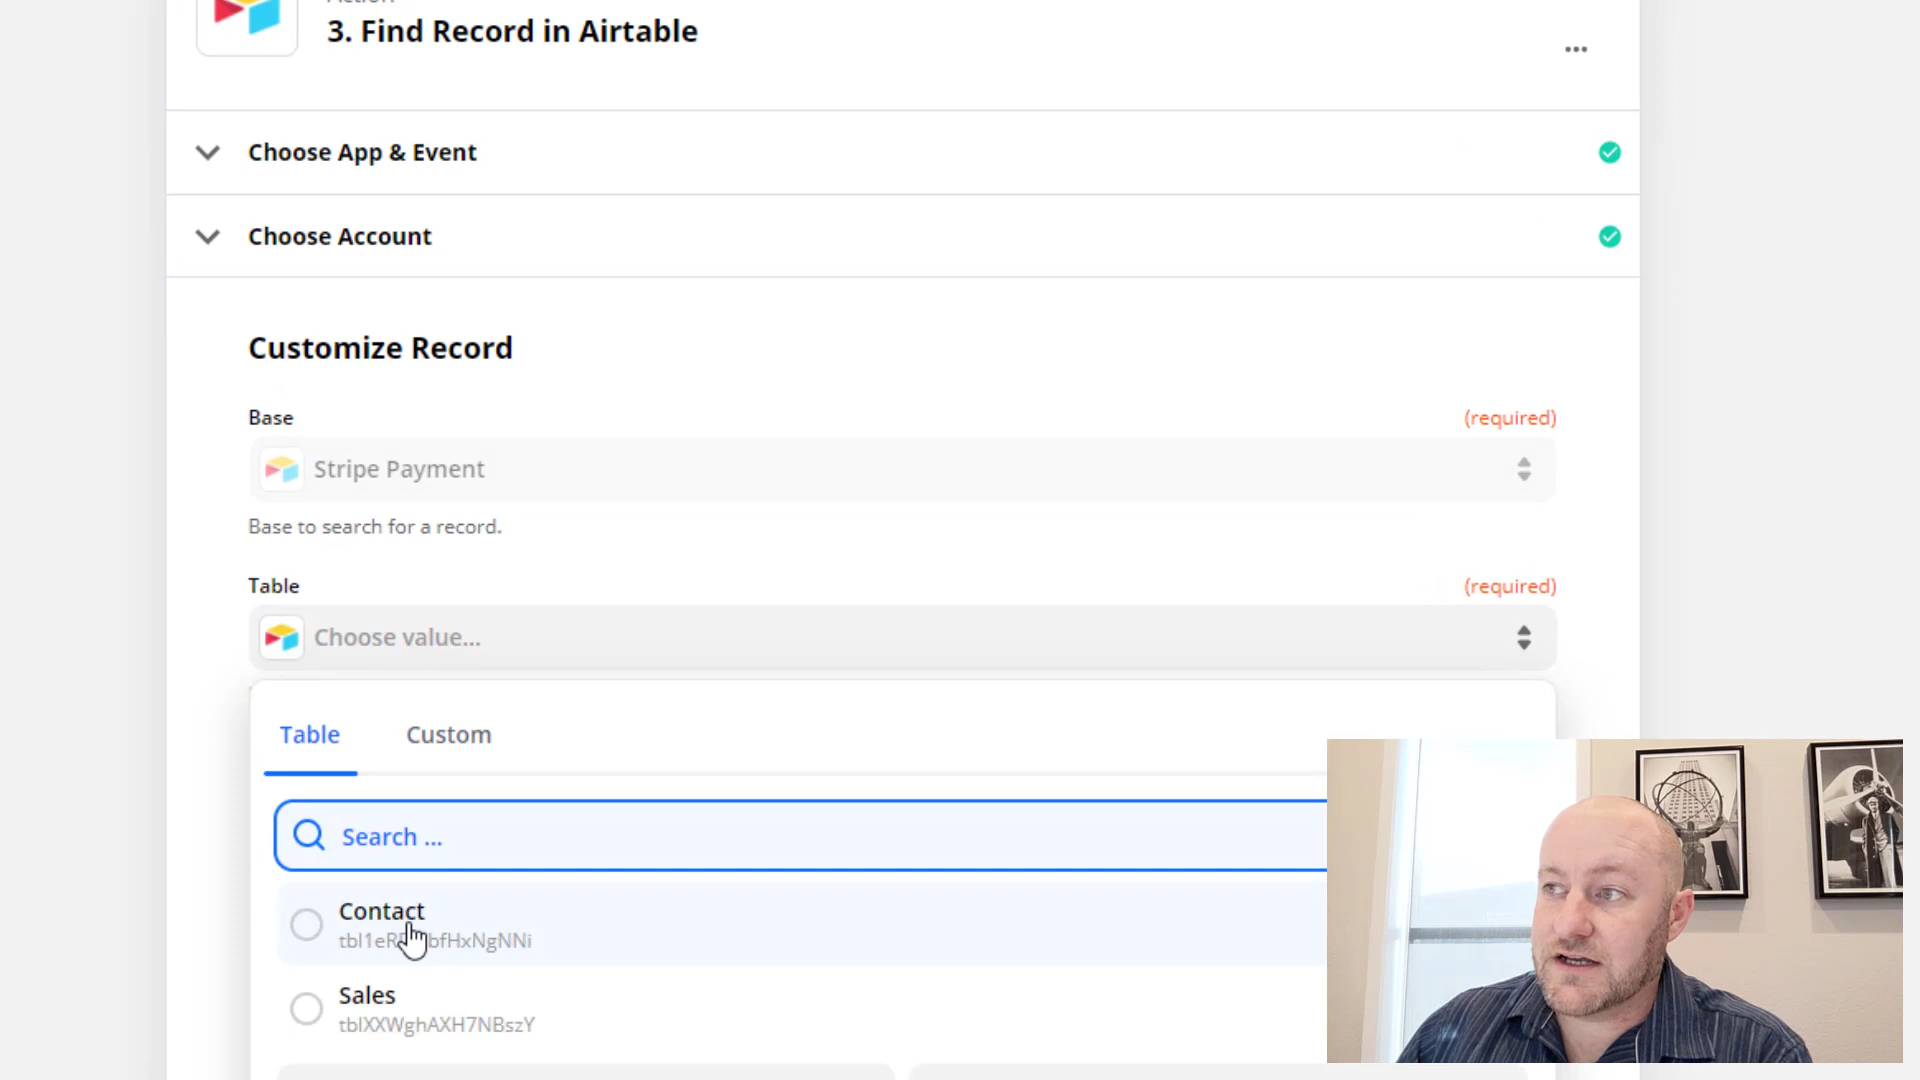 3. Find Record in Airtable
Choose App & Event
Choose Account
Customize Record
Base
(required)
Stripe Payment
Base to search for a record.
Table
(required)
Choose value...
Table
Custom
Search ...
Contact
Sales
tblXXWghAXH7NBszY